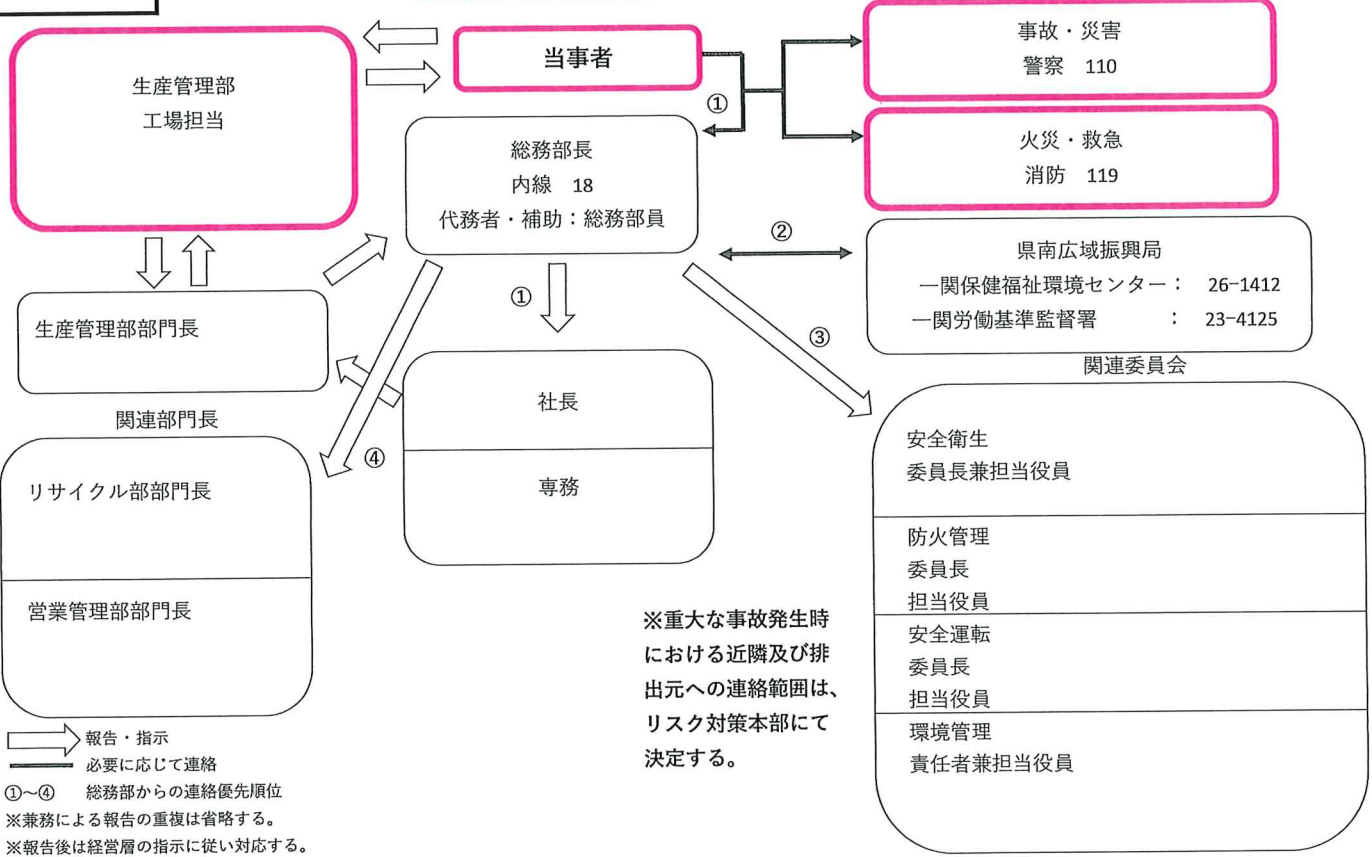 当事者
生産管理部
工場担当
事故・災害
警察 110
火災・救急
消防 119
①
総務部長
内線 18
代務者・補助：総務部員
②
県南広域振興局
一関保健福祉環境センター： 26-1412
一関労働基準監督署 ： 23-4125
①
③
生産管理部部門長
社長
専務
④
関連部門長
リサイクル部部門長
営業管理部部門長
関連委員会
安全衛生
委員長兼担当役員
防火管理
委員長
担当役員
安全運転
委員長
担当役員
環境管理
責任者兼担当役員
※重大な事故発生時
における近隣及び排
出元への連絡範囲は、
リスク対策本部にて
決定する。
報告・指示
必要に応じて連絡
①～④ 総務部からの連絡優先順位
※兼務による報告の重複は省略する。
※報告後は経営層の指示に従い対応する。